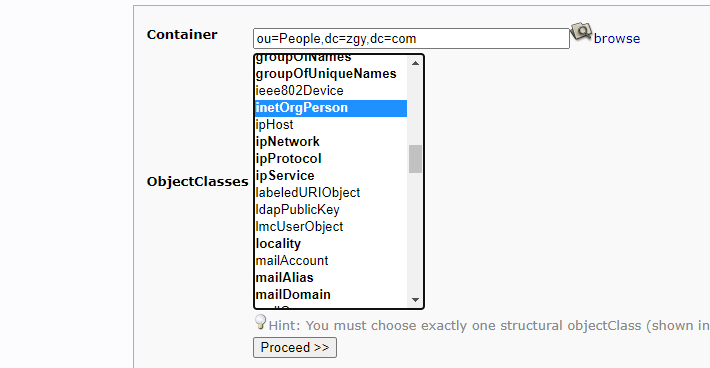 Container
ou=People,dc=zgy,dc=com
browse
ObjectClasses
groupOfNames
groupOfUniqueNames
ieee802Device
inetOrgPerson
ipHost
ipNetwork
ipProtocol
ipService
labeledURIObject
ldapPublicKey
lmcUserObject
locality
mailAccount
mailAlias
mailDomain
Hint: You must choose exactly one structural objectClass (shown in
Proceed >>